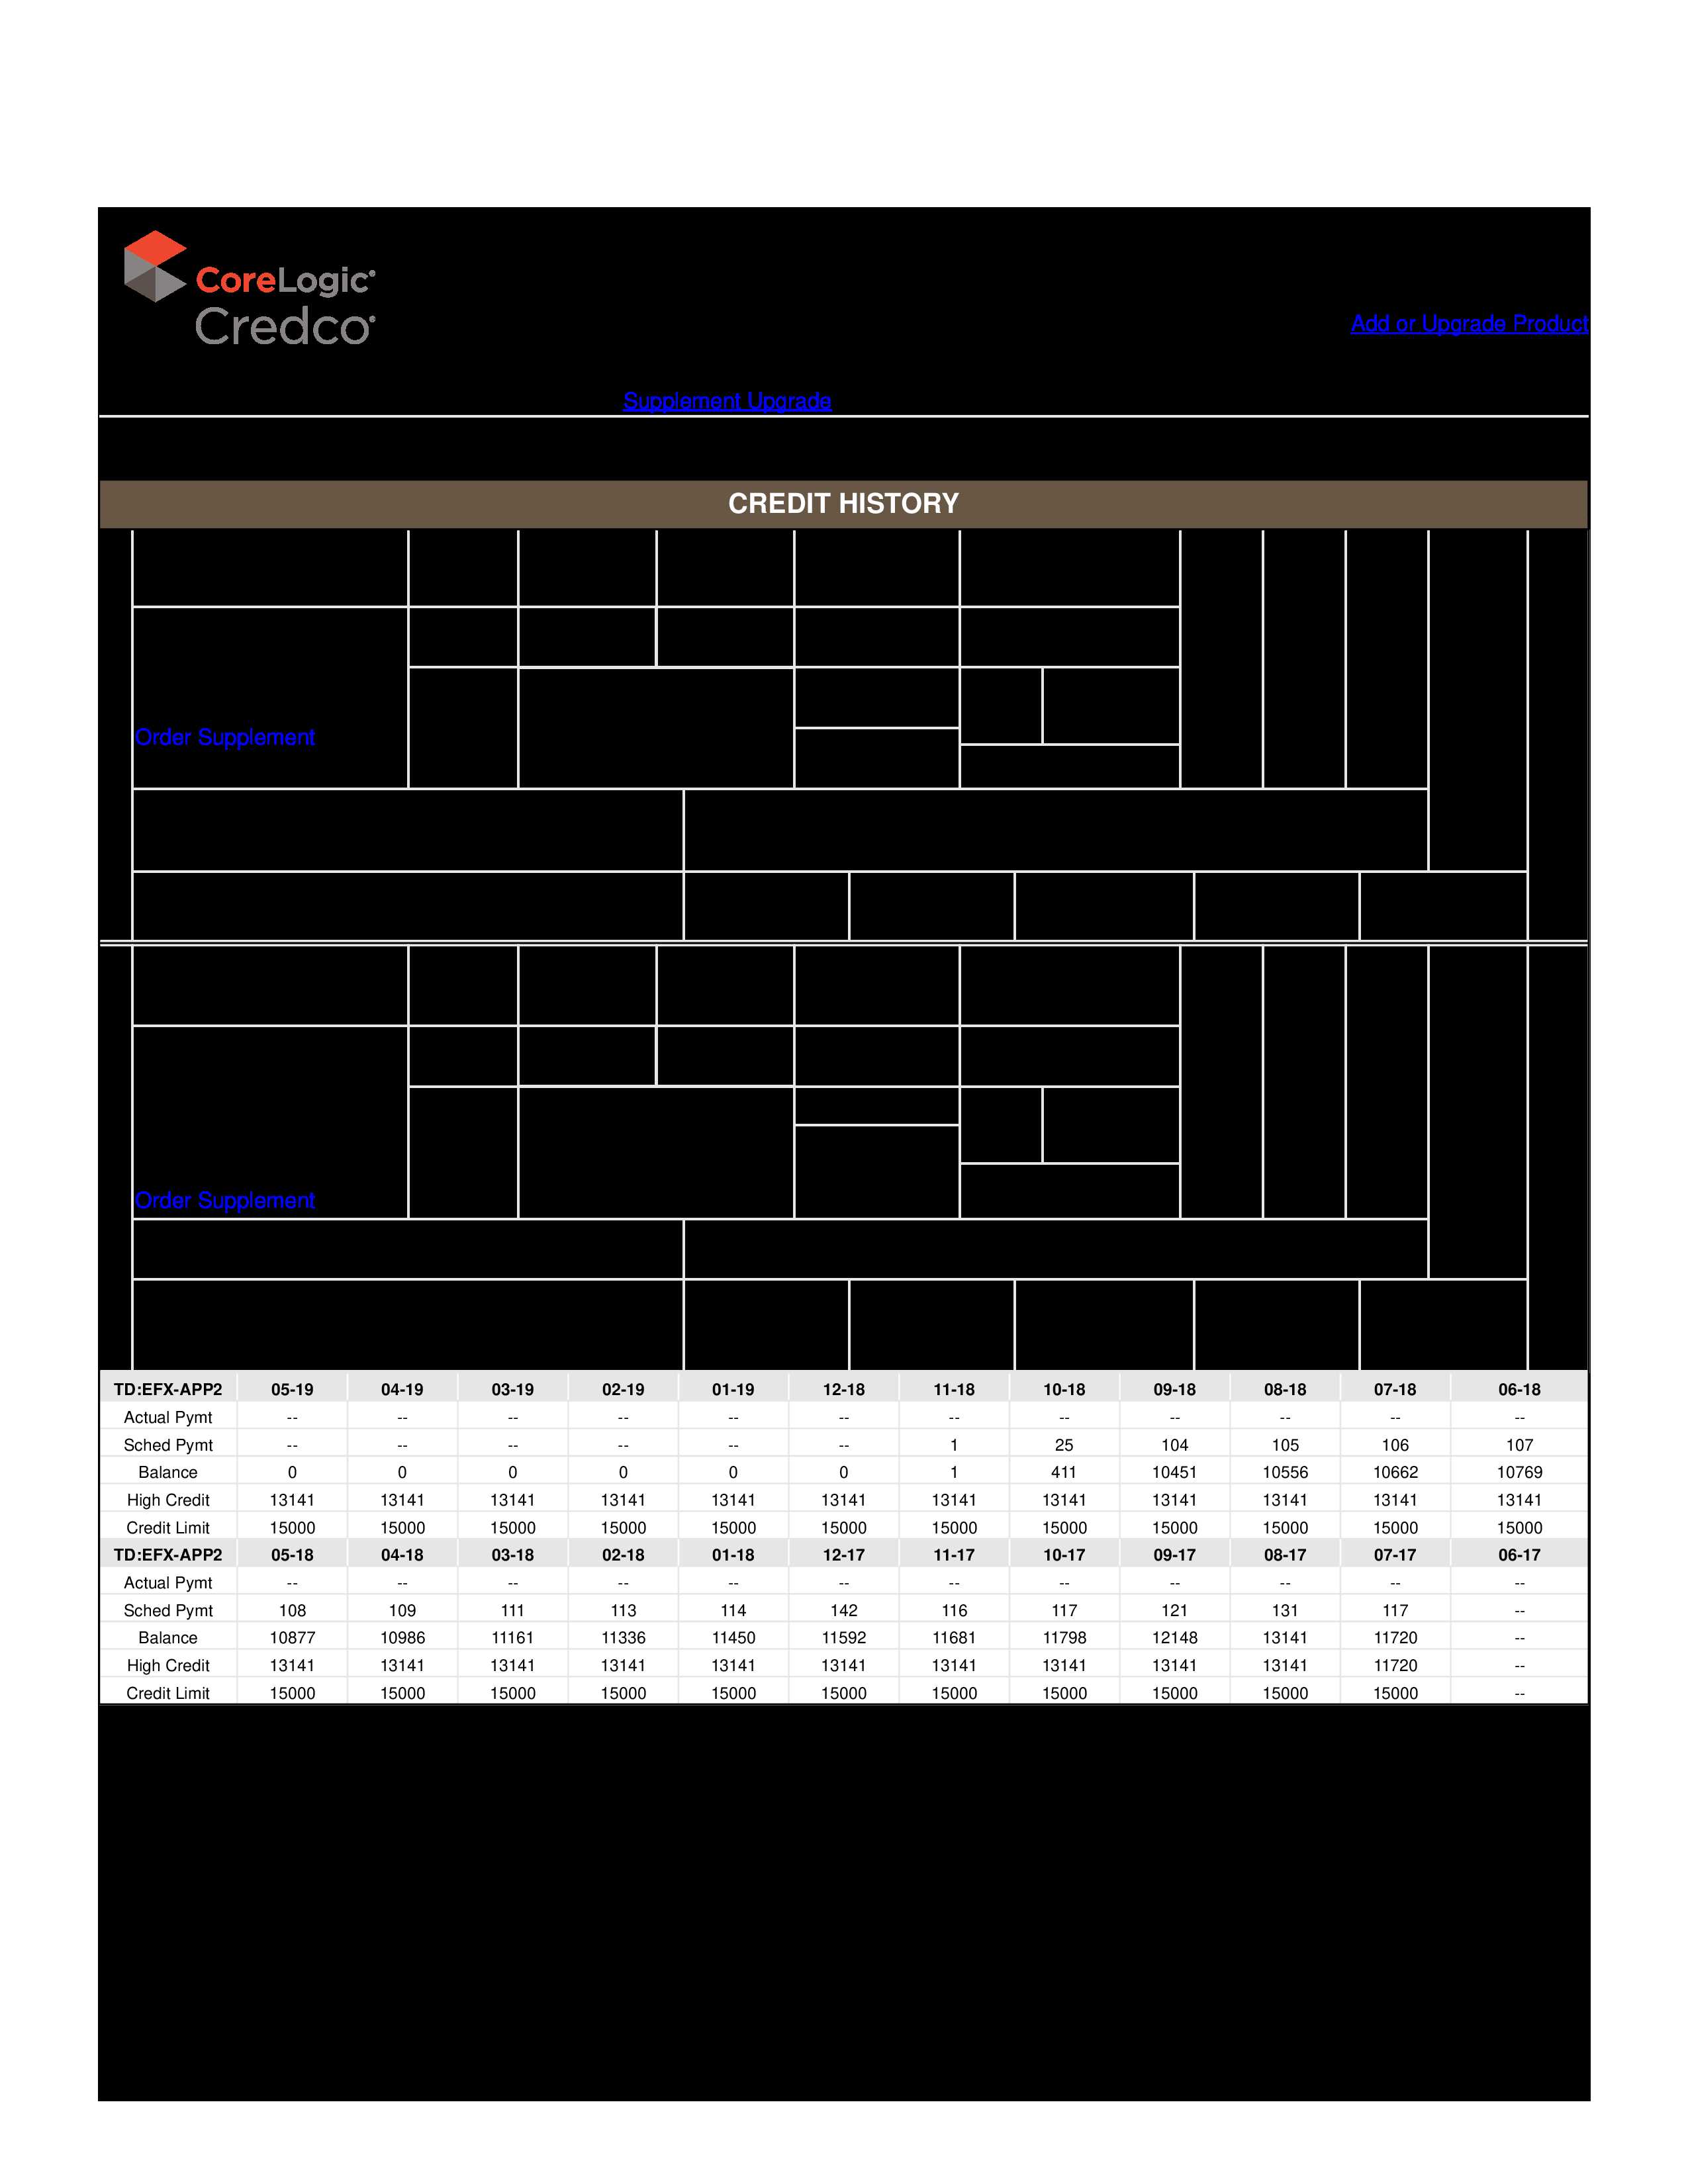 CoreLogic
Credco
Add or Upgrade Product
Supplement Upgrade
CREDIT HISTORY
Order Supplement
Order Supplement
TD:EFX-APP2 05-19 04-19 03-19 02-19 01-19 12-18 11-18 10-18 09-18 08-18 07-18 06-18
Actual Pymt -- -- -- -- -- -- -- -- -- -- -- --
Sched Pymt -- -- -- -- -- -- 1 25 104 105 106 107
Balance 0 0 0 0 0 0 1 411 10451 10556 10662 10769
High Credit 13141 13141 13141 13141 13141 13141 13141 13141 13141 13141 13141 13141
Credit Limit 15000 15000 15000 15000 15000 15000 15000 15000 15000 15000 15000 15000
TD:EFX-APP2 05-18 04-18 03-18 02-18 01-18 12-17 11-17 10-17 09-17 08-17 07-17 06-17
Actual Pymt -- -- -- -- -- -- -- -- -- -- -- --
Sched Pymt 108 109 111 113 114 142 116 117 121 131 117 --
Balance 10877 10986 11161 11336 11450 11592 11681 11798 12148 13141 11720 --
High Credit 13141 13141 13141 13141 13141 13141 13141 13141 13141 13141 11720 --
Credit Limit 15000 15000 15000 15000 15000 15000 15000 15000 15000 15000 15000 --